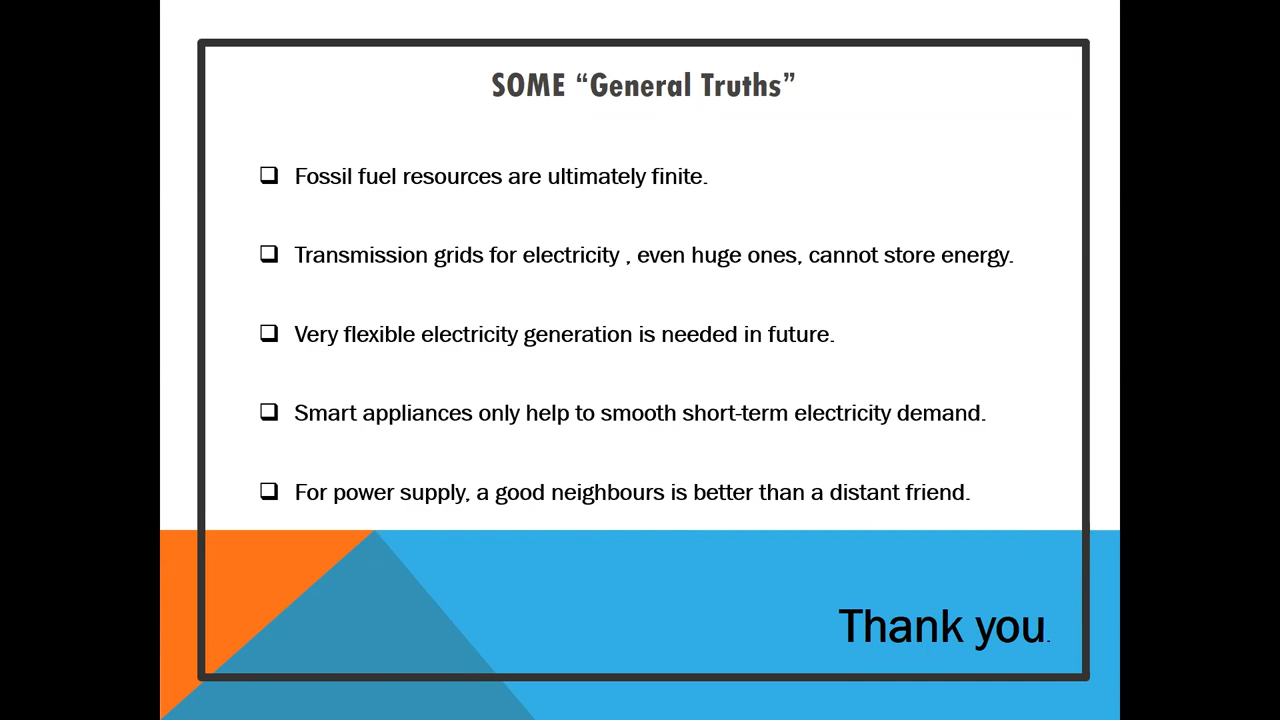 SOME “General Truths”
Fossil fuel resources are ultimately finite.
Transmission grids for electricity , even huge ones, cannot store energy.
Very flexible electricity generation is needed in future.
Smart appliances only help to smooth short-term electricity demand.
For power supply, a good neighbours is better than a distant friend.
Thank you.